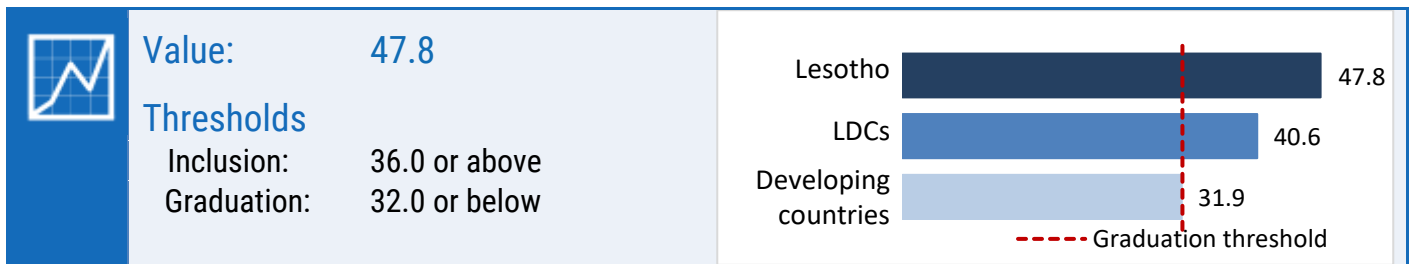 Value: 47.8
Thresholds
Inclusion: 36.0 or above
Graduation: 32.0 or below
Lesotho 47.8
LDCs 40.6
Developing
countries 31.9
Graduation threshold